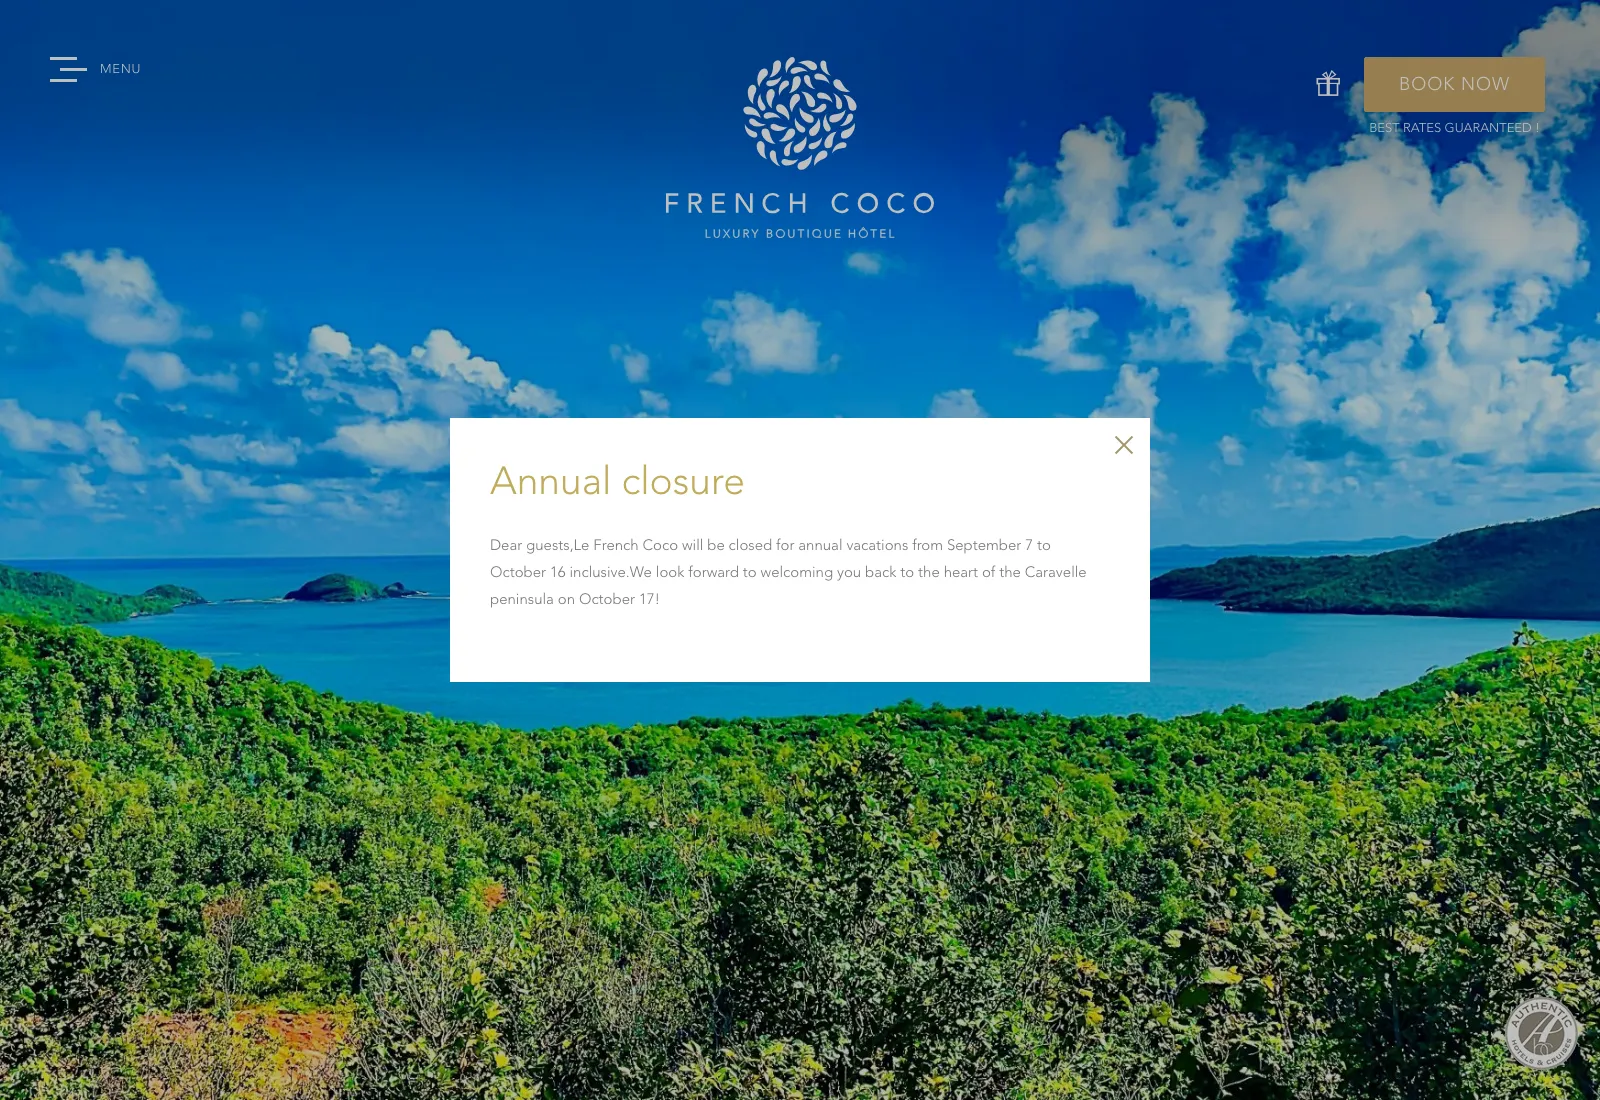 MENU
FRENCH COCO
LUXURY BOUTIQUE HÔTEL
BOOK NOW
BEST RATES GUARANTEED !
Annual closure
Dear guests,Le French Coco will be closed for annual vacations from September 7 to
October 16 inclusive.We look forward to welcoming you back to the heart of the Caravelle
peninsula on October 17!
AUTHENTIC
HOTELS & CRUISES